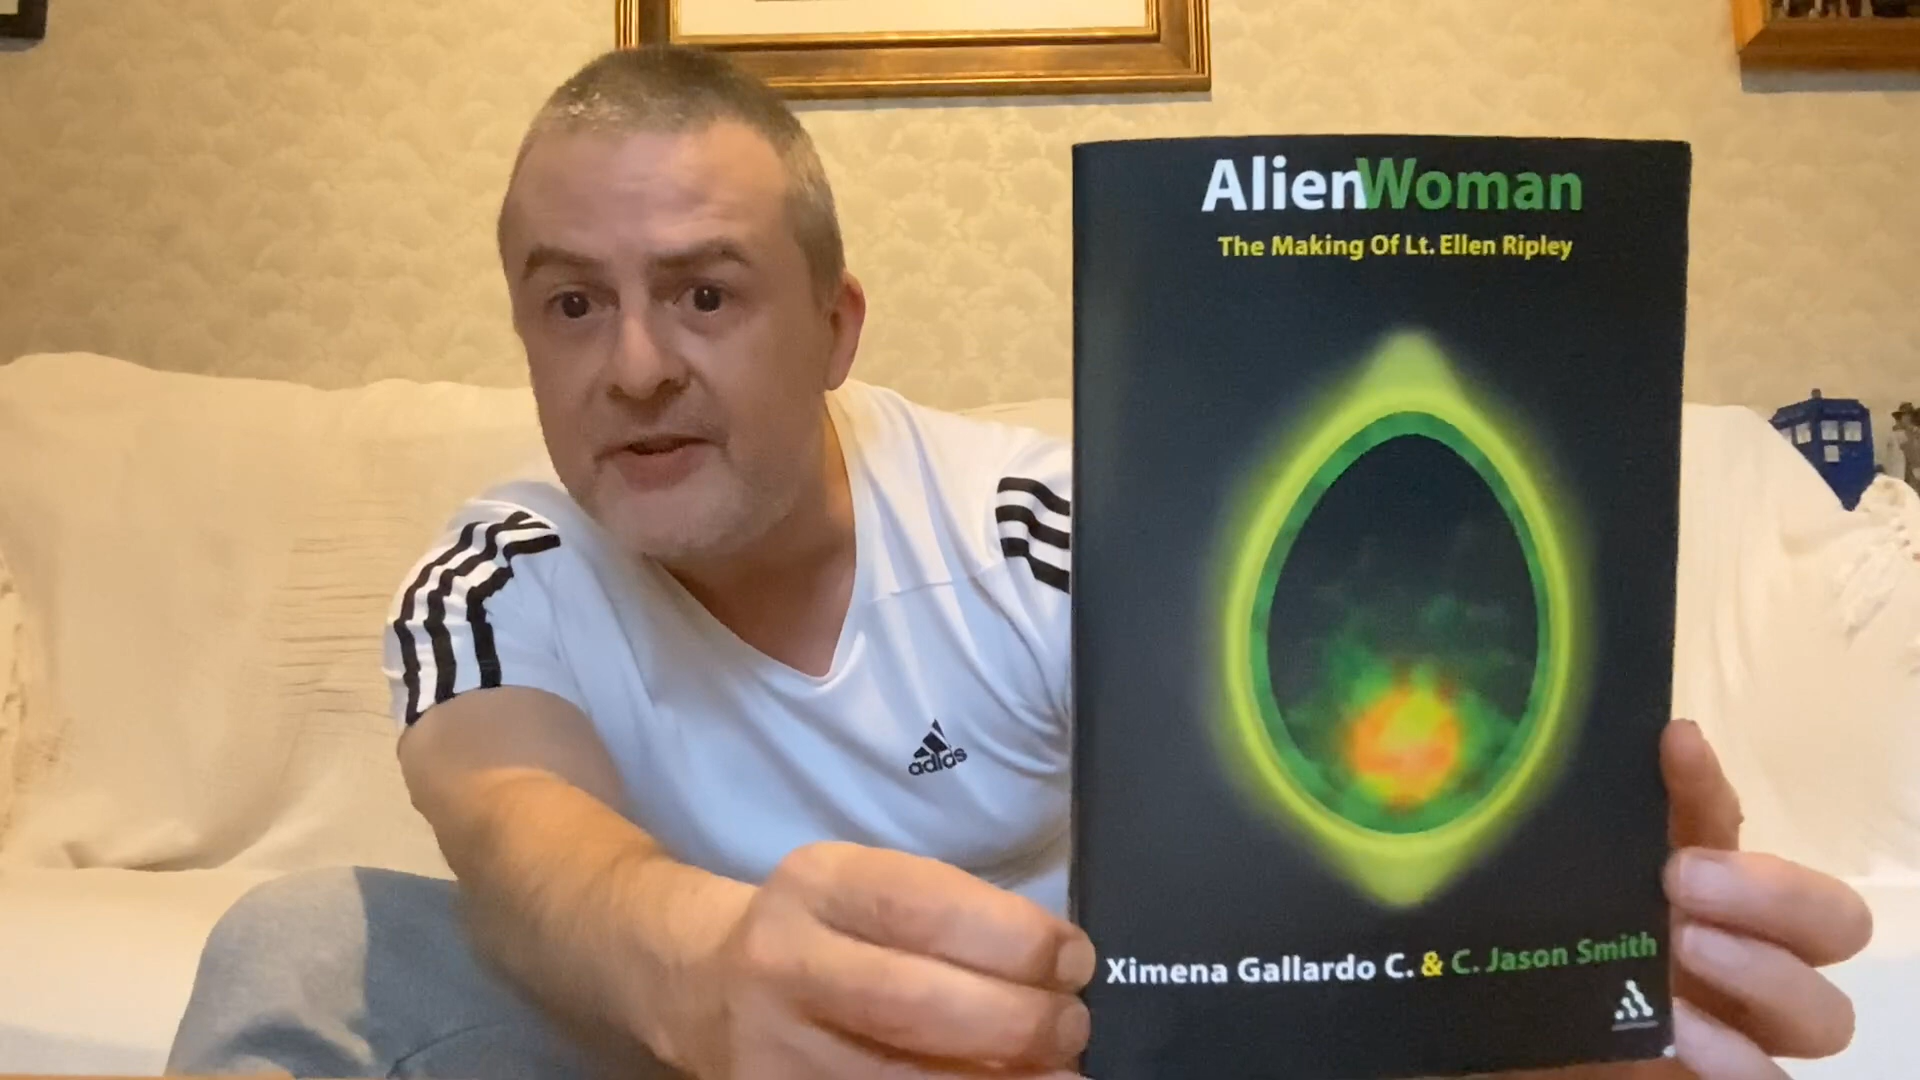 AlienWoman
The Making Of Lt. Ellen Ripley
adidas
Ximena Gallardo C. & C. Jason Smith